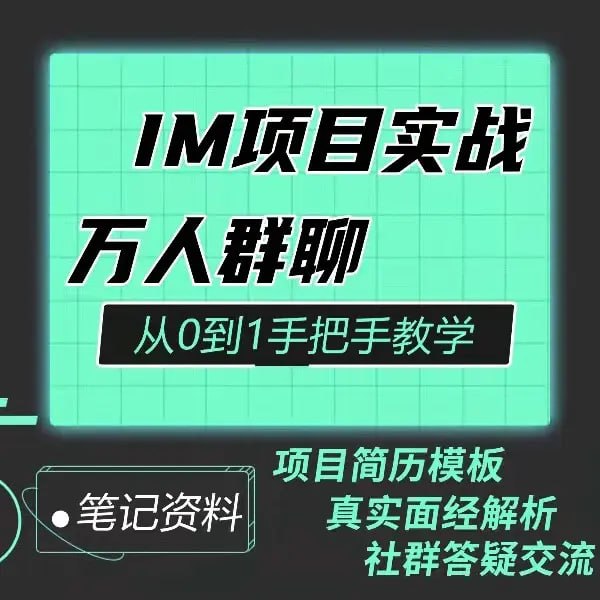 IM项目实战
万人群聊
从0到1手把手教学
项目简历模板
笔记资料
真实面经解析
社群答疑交流